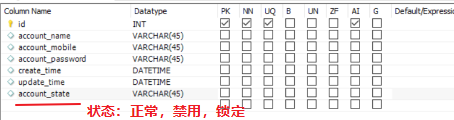 Column Name Datatype PK NN UQ B UN ZF AI G Default/Expression
id INT
account_name VARCHAR(45)
account_mobile VARCHAR(45)
account_password VARCHAR(45)
create_time DATETIME
update_time DATETIME
account_state VARCHAR(45)
状态：正常，禁用，锁定